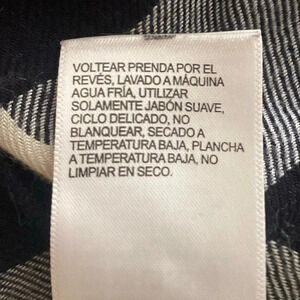 VOLTEAR PRENDA POR EL
REVÉS, LAVADO A MÁQUINA
AGUA FRÍA, UTILIZAR
SOLAMENTE JABÓN SUAVE,
CICLO DELICADO, NO
BLANQUEAR, SECADO A
TEMPERATURA BAJA, PLANCHA
A TEMPERATURA BAJA, NO
LIMPIAR EN SECO.